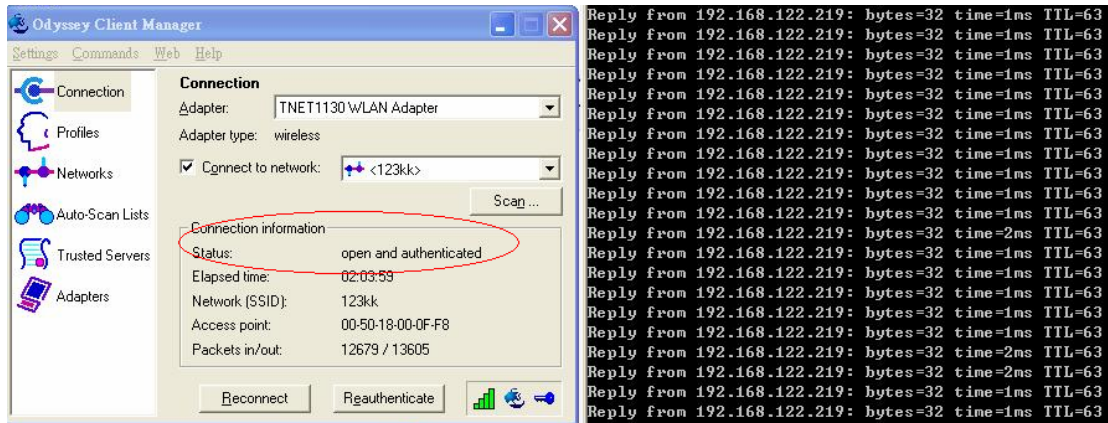 Odyssey Client Manager
Settings Commands Web Help
Connection
Profiles
Networks
Auto-Scan Lists
Trusted Servers
Adapters
Connection
Adapter: TNET1130 WLAN Adapter
Adapter type: wireless
Connect to network: <123kk>
Scan ...
Connection information
Status: open and authenticated
Elapsed time: 02:03:59
Network (SSID): 123kk
Access point: 00-50-18-00-0F-F8
Packets in/out: 12679 / 13605
Reconnect Reauthenticate
Reply from 192.168.122.219: bytes=32 time=1ms TTL=63
Reply from 192.168.122.219: bytes=32 time=1ms TTL=63
Reply from 192.168.122.219: bytes=32 time=1ms TTL=63
Reply from 192.168.122.219: bytes=32 time=1ms TTL=63
Reply from 192.168.122.219: bytes=32 time=1ms TTL=63
Reply from 192.168.122.219: bytes=32 time=1ms TTL=63
Reply from 192.168.122.219: bytes=32 time=1ms TTL=63
Reply from 192.168.122.219: bytes=32 time=1ms TTL=63
Reply from 192.168.122.219: bytes=32 time=1ms TTL=63
Reply from 192.168.122.219: bytes=32 time=1ms TTL=63
Reply from 192.168.122.219: bytes=32 time=1ms TTL=63
Reply from 192.168.122.219: bytes=32 time=2ms TTL=63
Reply from 192.168.122.219: bytes=32 time=1ms TTL=63
Reply from 192.168.122.219: bytes=32 time=1ms TTL=63
Reply from 192.168.122.219: bytes=32 time=1ms TTL=63
Reply from 192.168.122.219: bytes=32 time=1ms TTL=63
Reply from 192.168.122.219: bytes=32 time=1ms TTL=63
Reply from 192.168.122.219: bytes=32 time=2ms TTL=63
Reply from 192.168.122.219: bytes=32 time=2ms TTL=63
Reply from 192.168.122.219: bytes=32 time=1ms TTL=63
Reply from 192.168.122.219: bytes=32 time=1ms TTL=63